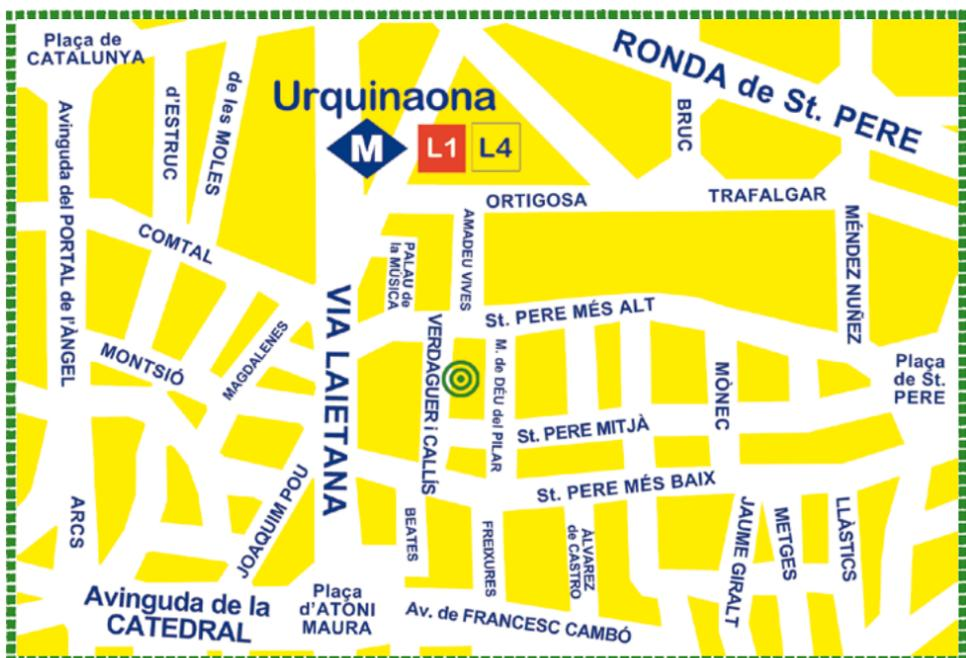 Plaça de
CATALUNYA
RONDA de St. PERE
Urquinaona
M
L1
L4
d'ESTRUC
de les MOLES
BRUC
Avinguda del PORTAL de l'ÀNGEL
ORTIGOSA
TRAFALGAR
COMTAL
AMADEU VIVES
MÉNDEZ NUÑEZ
PALAU de
la MÚSICA
VIA LAIETANA
St. PERE MÉS ALT
VERDAGUER i CALLÍS
MAGDALENES
MONTSIÓ
M. de DÉU del PILAR
MÒNEC
Plaça
de St.
PERE
St. PERE MITJÀ
St. PERE MÉS BAIX
ARCS
JOAQUIM POU
BEATES
FREIXURES
ÀLVAREZ
de CASTRO
JAUME GIRALT
METGES
LLÀSTICS
Avinguda de la
CATEDRAL
Plaça
d'ATONI
MAURA
Av. de FRANCESC CAMBÓ